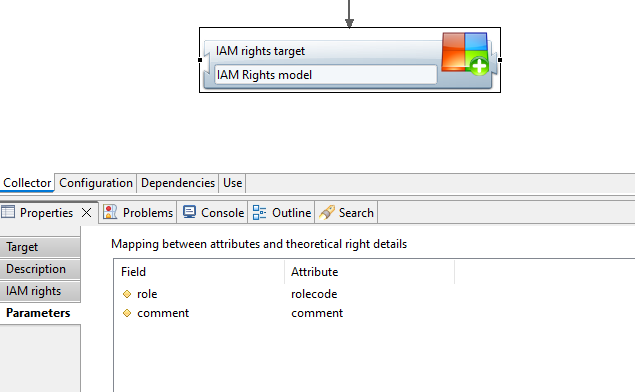 IAM rights target
IAM Rights model
Collector Configuration Dependencies Use
Properties Problems Console Outline Search
Target
Description
IAM rights
Parameters
Mapping between attributes and theoretical right details
Field Attribute
role rolecode
comment comment